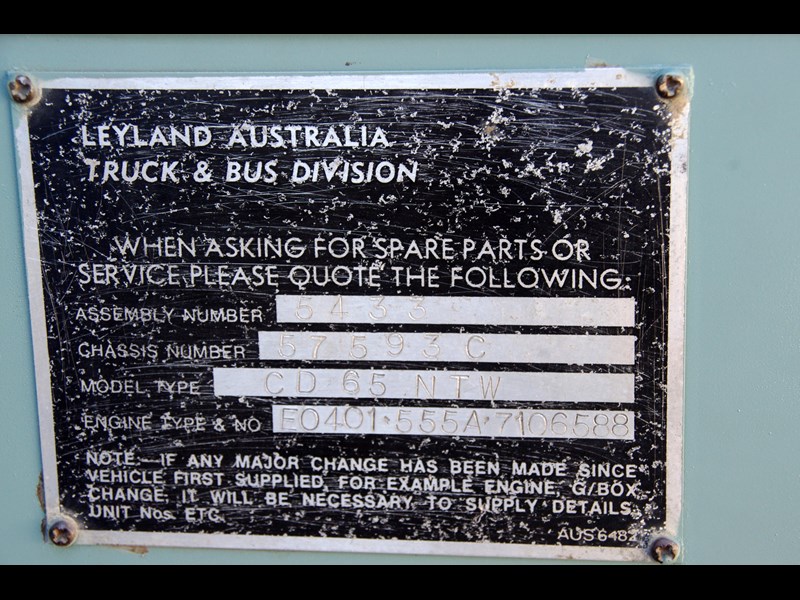 LEYLAND AUSTRALIA
TRUCK & BUS DIVISION
WHEN ASKING FOR SPARE PARTS OR
SERVICE PLEASE QUOTE THE FOLLOWING:
ASSEMBLY NUMBER 5433
CHASSIS NUMBER 57593C
MODEL TYPE CD 65 NTW
ENGINE TYPE & NO E0401·555A·7106588
NOTE:—IF ANY MAJOR CHANGE HAS BEEN MADE SINCE
VEHICLE FIRST SUPPLIED, FOR EXAMPLE ENGINE, G/BOX
CHANGE, IT WILL BE NECESSARY TO SUPPLY DETAILS,
UNIT Nos ETC.
AUS 6482